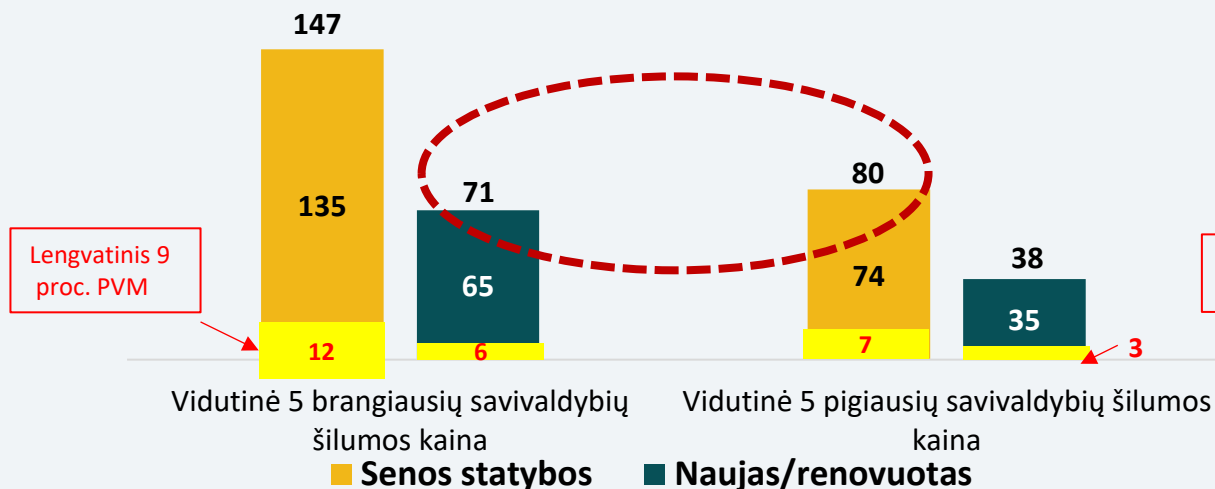 147
135
12
71
65
6
80
74
7
38
35
3
Lengvatinis 9
proc. PVM
Vidutinė 5 brangiausių savivaldybių
šilumos kaina
Vidutinė 5 pigiausių savivaldybių šilumos
kaina
Senos statybos
Naujas/renovuotas